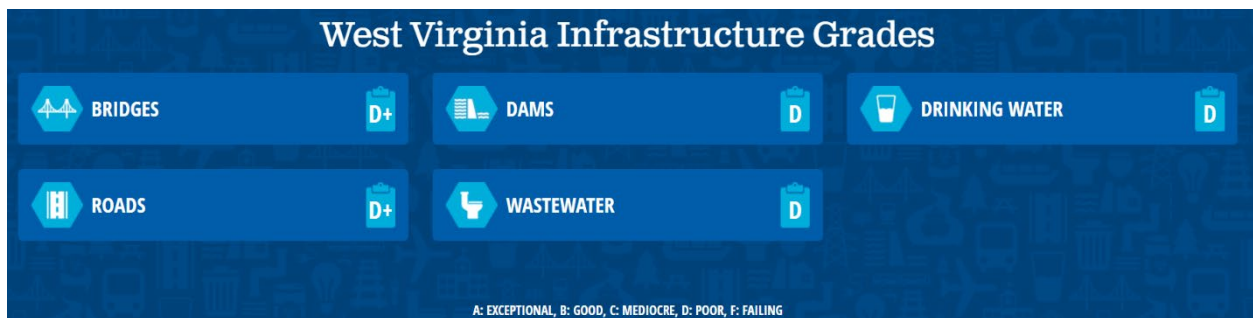 West Virginia Infrastructure Grades
BRIDGES D+
DAMS D
DRINKING WATER D
ROADS D+
WASTEWATER D
A: EXCEPTIONAL, B: GOOD, C: MEDIOCRE, D: POOR, F: FAILING